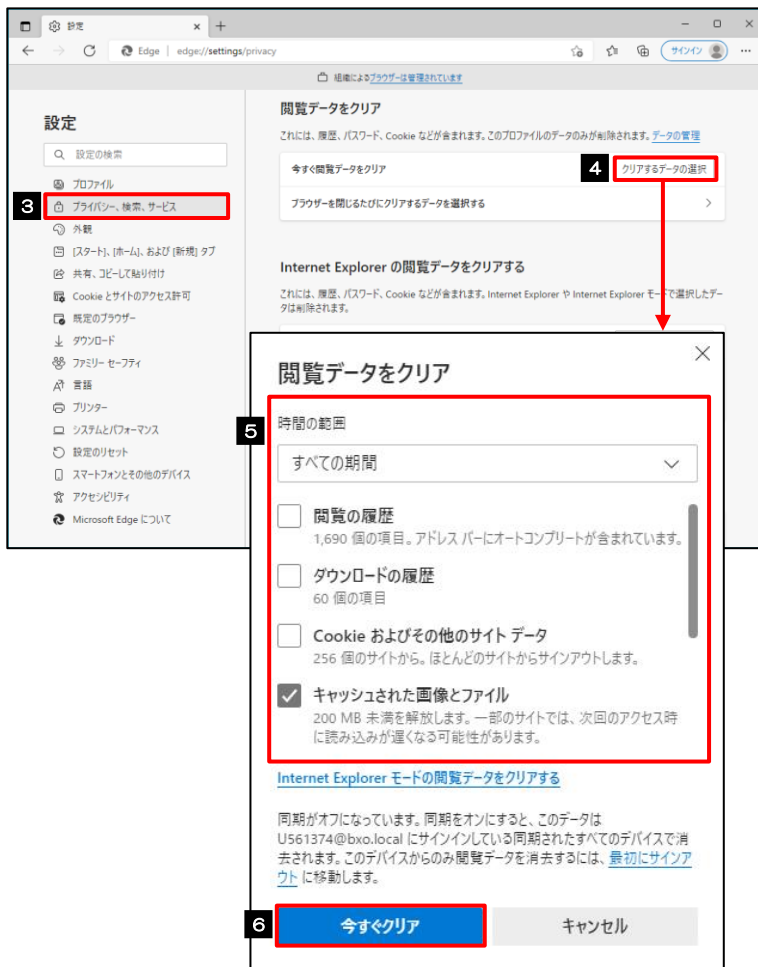 設定
Edge | edge://settings/privacy
サインイン
組織によるブラウザーは管理されています
設定
設定の検索
プロファイル
3 プライバシー、検索、サービス
外観
[スタート]、[ホーム]、および [新規] タブ
共有、コピーして貼り付け
Cookie とサイトのアクセス許可
既定のブラウザー
ダウンロード
ファミリー セーフティ
言語
プリンター
システムとパフォーマンス
設定のリセット
スマートフォンとその他のデバイス
アクセシビリティ
Microsoft Edge について
閲覧データをクリア
これには、履歴、パスワード、Cookie などが含まれます。このプロファイルのデータのみが削除されます。データの管理
今すぐ閲覧データをクリア 4 クリアするデータの選択
ブラウザーを閉じるたびにクリアするデータを選択する
Internet Explorer の閲覧データをクリアする
これには、履歴、パスワード、Cookie などが含まれます。Internet Explorer や Internet Explorer モードで選択したデー
タは削除されます。
閲覧データをクリア
5
時間の範囲
すべての期間
閲覧の履歴
1,690 個の項目。アドレス バーにオートコンプリートが含まれています。
ダウンロードの履歴
60 個の項目
Cookie およびその他のサイト データ
256 個のサイトから。ほとんどのサイトからサインアウトします。
キャッシュされた画像とファイル
200 MB 未満を解放します。一部のサイトでは、次回のアクセス時
に読み込みが遅くなる可能性があります。
Internet Explorer モードの閲覧データをクリアする
同期がオフになっています。同期をオンにすると、このデータは
U561374@bxo.local にサインインしている同期されたすべてのデバイスで消
去されます。このデバイスからのみ閲覧データを消去するには、最初にサインア
ウト に移動します。
6 今すぐクリア キャンセル